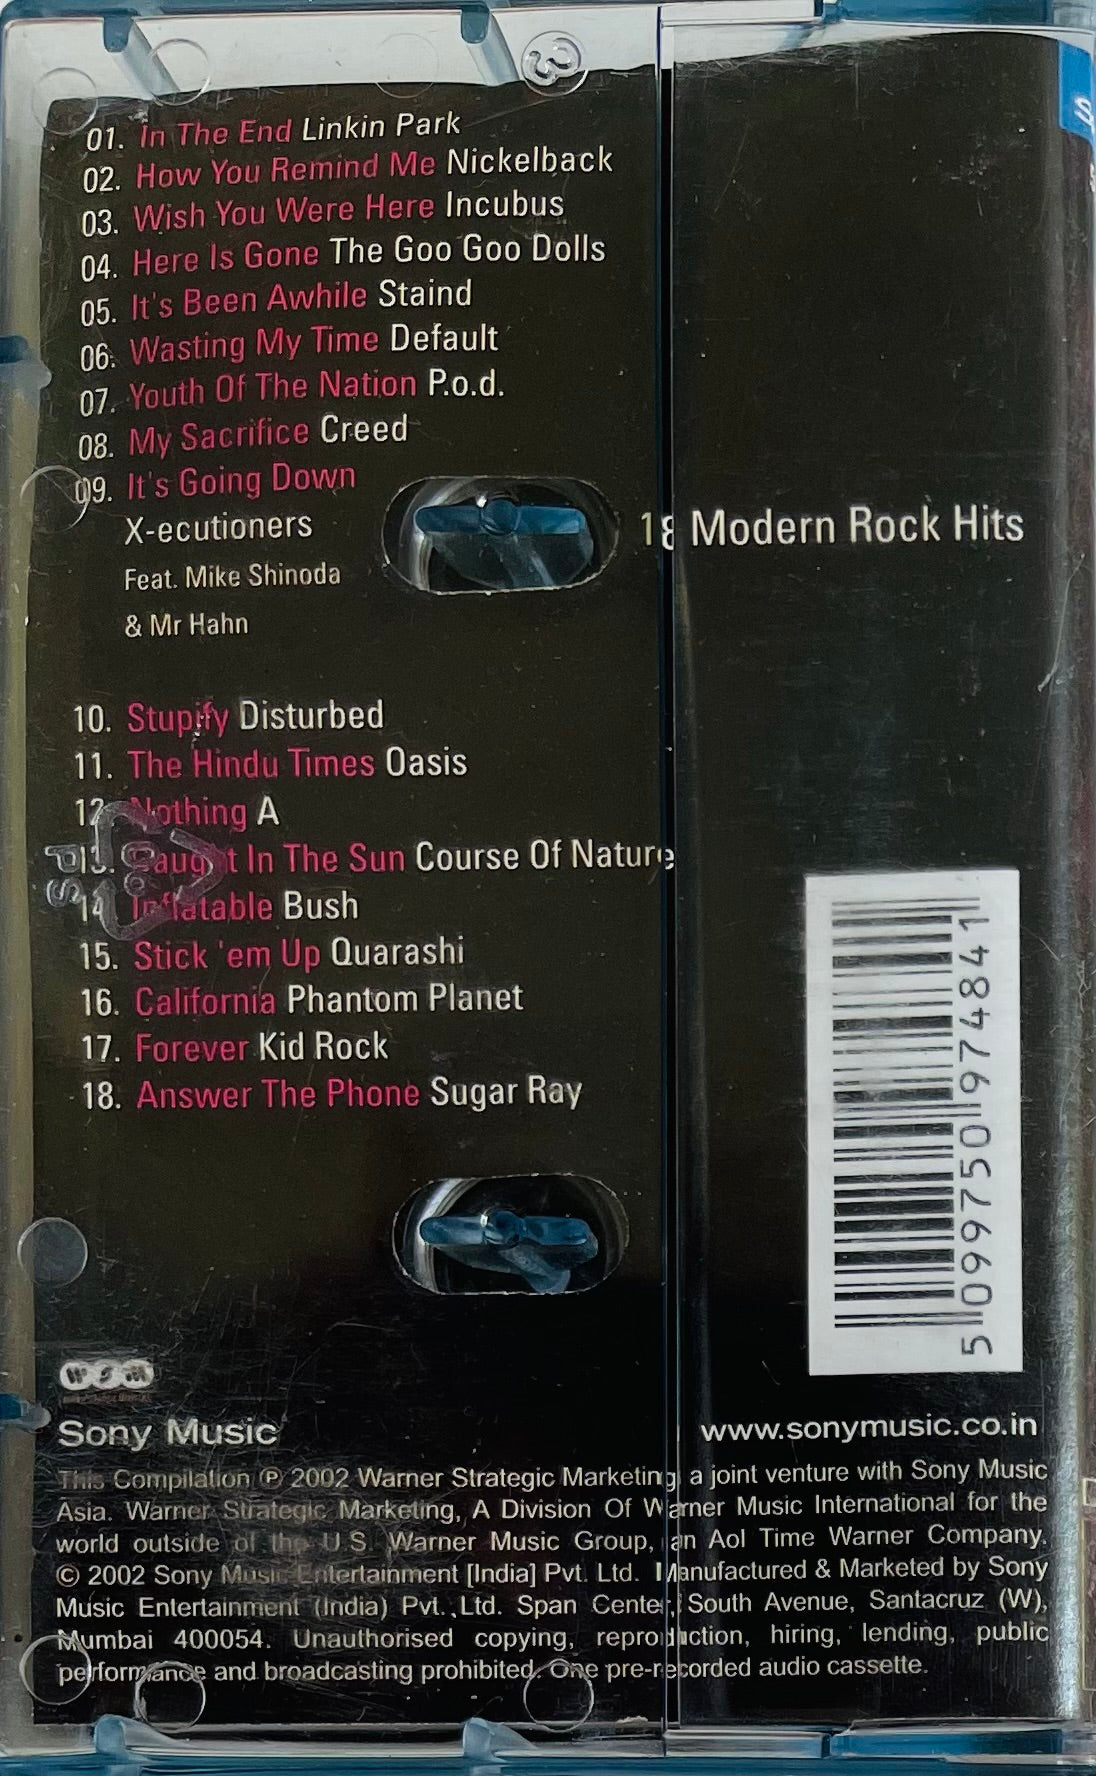 01. In The End Linkin Park
02. How You Remind Me Nickelback
03. Wish You Were Here Incubus
04. Here Is Gone The Goo Goo Dolls
05. It's Been Awhile Staind
06. Wasting My Time Default
07. Youth Of The Nation P.o.d.
08. My Sacrifice Creed
09. It's Going Down
X-ecutioners
Feat. Mike Shinoda
& Mr Hahn
18 Modern Rock Hits
10. Stupify Disturbed
11. The Hindu Times Oasis
12. Nothing A
13. Caught In The Sun Course Of Nature
14. Inflatable Bush
15. Stick 'em Up Quarashi
16. California Phantom Planet
17. Forever Kid Rock
18. Answer The Phone Sugar Ray
5 099750 974841
wsm
Sony Music
www.sonymusic.co.in
This Compilation ℗ 2002 Warner Strategic Marketing a joint venture with Sony Music
Asia. Warner Strategic Marketing, A Division Of Warner Music International for the
world outside of the U S. Warner Music Group, an Aol Time Warner Company.
© 2002 Sony Music Entertainment [India] Pvt. Ltd. Manufactured & Marketed by Sony
Music Entertainment (India) Pvt. Ltd. Span Center, South Avenue, Santacruz (W),
Mumbai 400054. Unauthorised copying, reproduction, hiring, lending, public
performance and broadcasting prohibited. One pre-recorded audio cassette.